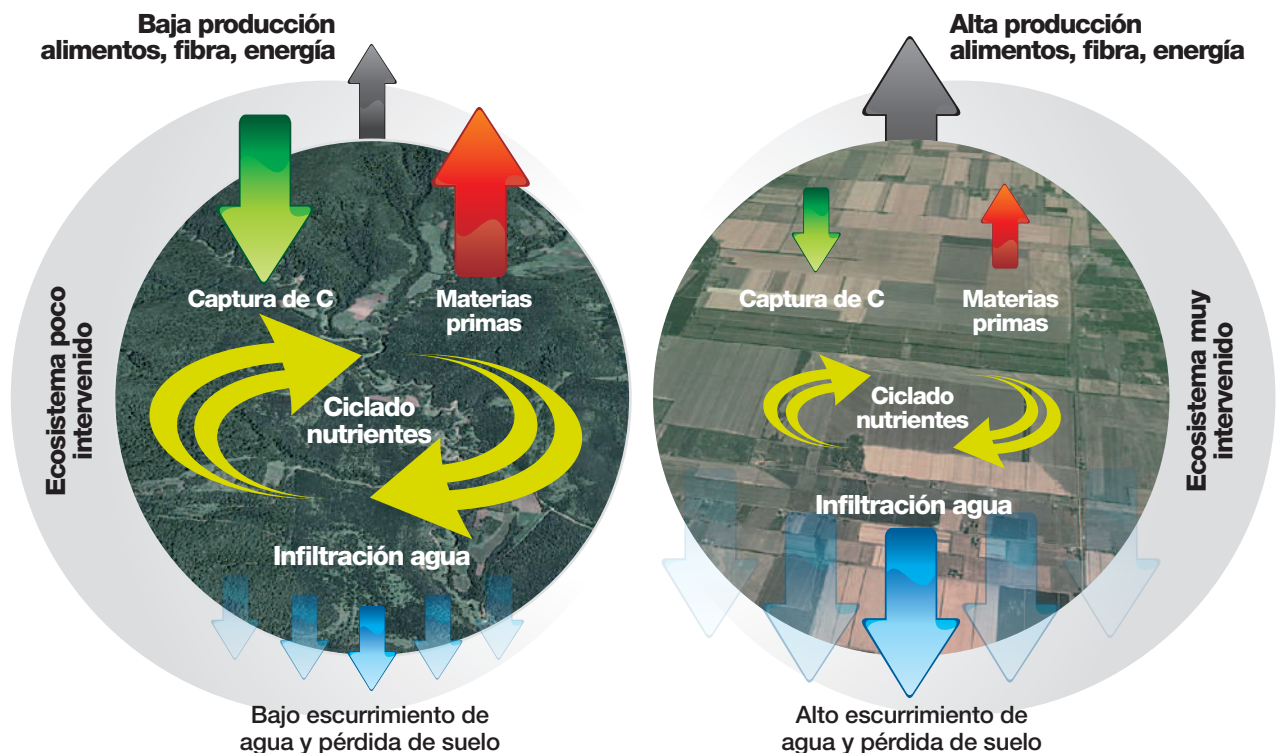 Baja producción
alimentos, fibra, energía
Captura de C
Materias
primas
Ecosistema poco
intervenido
Ciclado
nutrientes
Infiltración agua
Bajo escurrimiento de
agua y pérdida de suelo
Alta producción
alimentos, fibra, energía
Captura de C
Materias
primas
Ecosistema muy
intervenido
Ciclado
nutrientes
Infiltración agua
Alto escurrimiento de
agua y pérdida de suelo